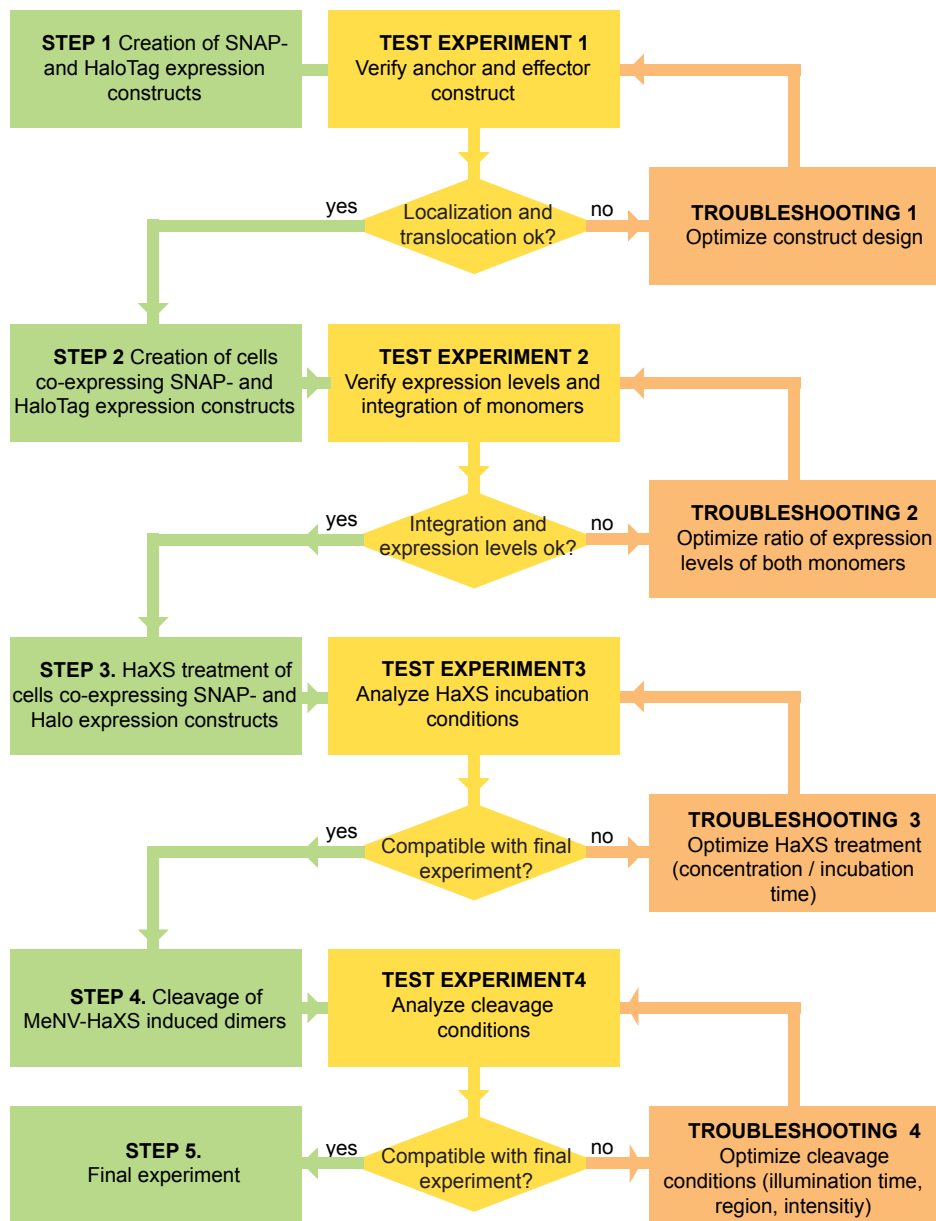 STEP 1 Creation of SNAP-
and HaloTag expression
constructs
TEST EXPERIMENT 1
Verify anchor and effector
construct
yes
Localization and
translocation ok?
no
TROUBLESHOOTING 1
Optimize construct design
STEP 2 Creation of cells
co-expressing SNAP- and
HaloTag expression constructs
TEST EXPERIMENT 2
Verify expression levels and
integration of monomers
yes
Integration and
expression levels ok?
no
TROUBLESHOOTING 2
Optimize ratio of expression
levels of both monomers
STEP 3. HaXS treatment of
cells co-expressing SNAP- and
Halo expression constructs
TEST EXPERIMENT3
Analyze HaXS incubation
conditions
yes
Compatible with final
experiment?
no
TROUBLESHOOTING 3
Optimize HaXS treatment
(concentration / incubation
time)
STEP 4. Cleavage of
MeNV-HaXS induced dimers
TEST EXPERIMENT4
Analyze cleavage
conditions
STEP 5.
Final experiment
yes
Compatible with final
experiment?
no
TROUBLESHOOTING 4
Optimize cleavage
conditions (illumination time,
region, intensitiy)